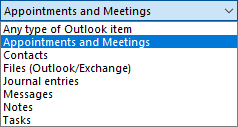 Appointments and Meetings
Any type of Outlook item
Appointments and Meetings
Contacts
Files (Outlook/Exchange)
Journal entries
Messages
Notes
Tasks